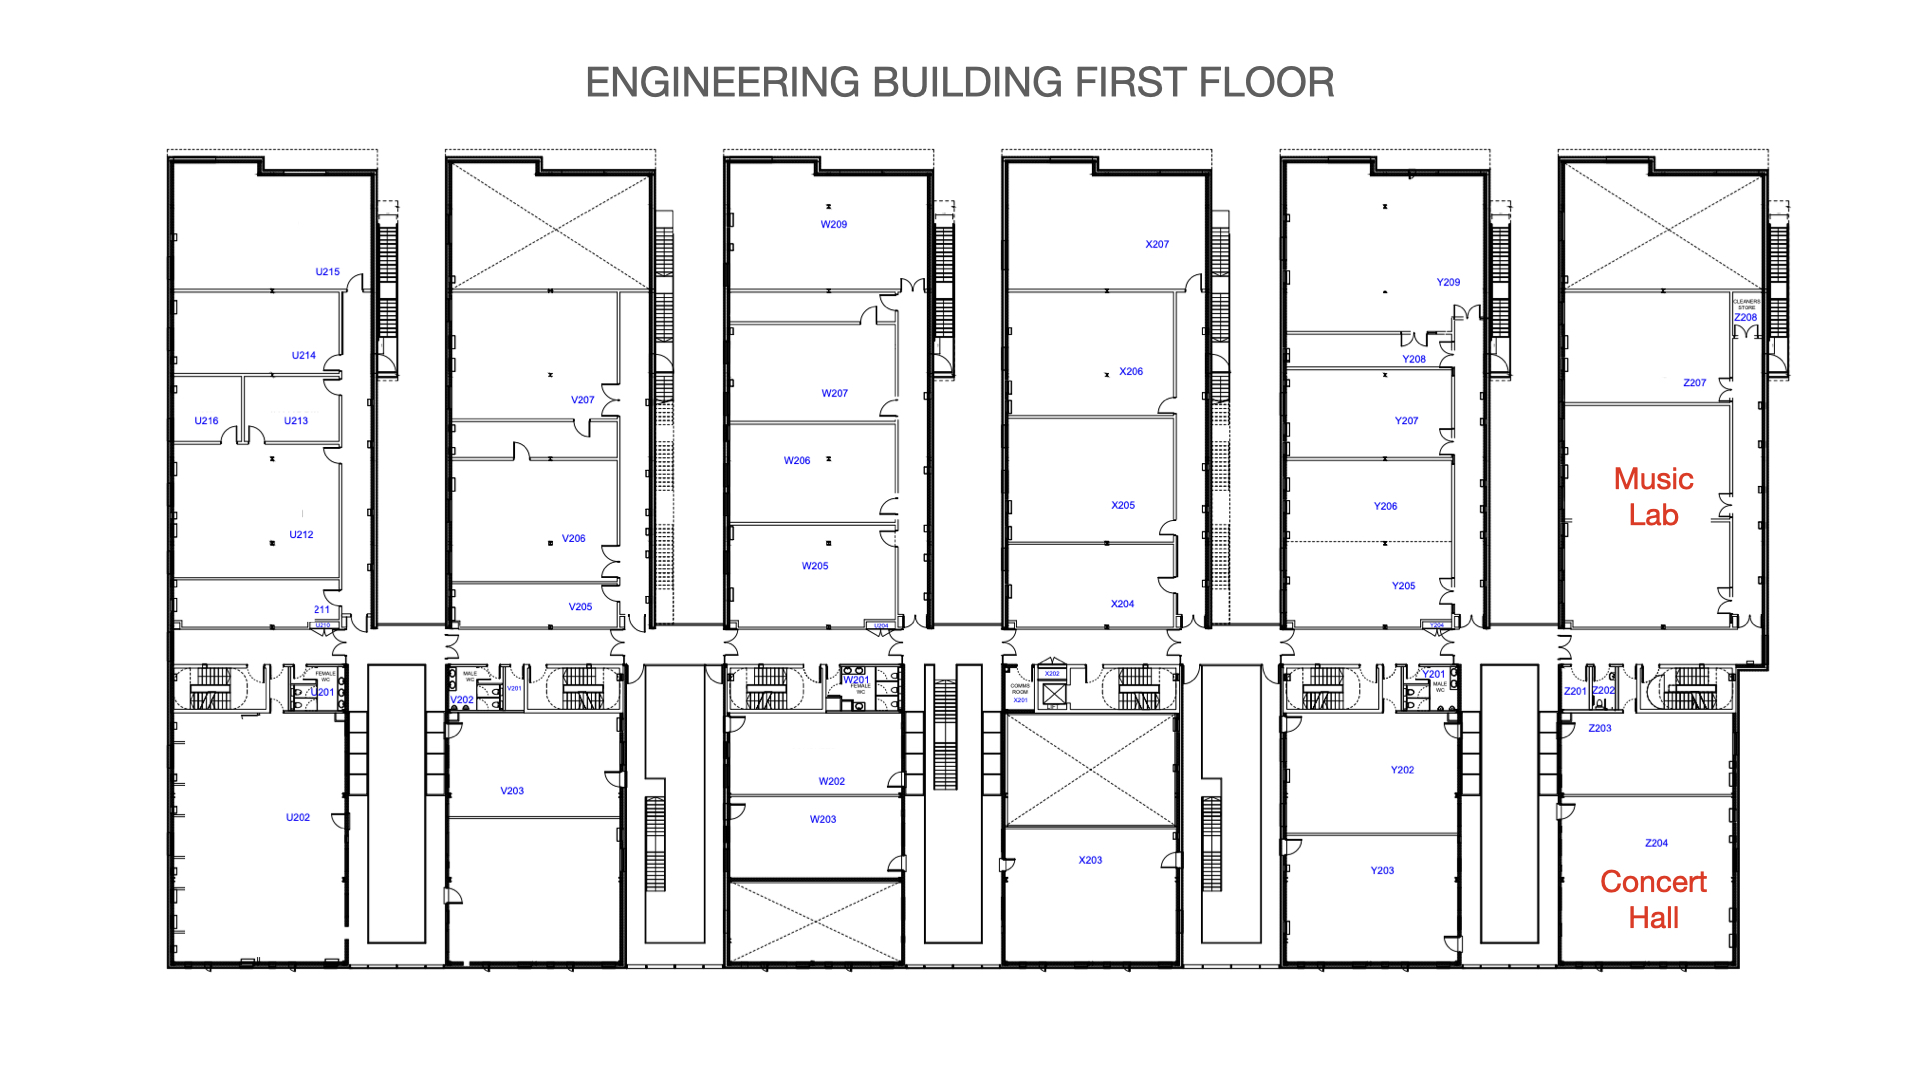 ENGINEERING BUILDING FIRST FLOOR
W209
X207
U215
Y209
CLEANERS
STORE
Z208
U214
Y208
X206
Z207
W207
V207
U216
U213
Y207
W206
Music
Lab
X205
Y206
U212
V206
W205
Y205
X204
V205
211
U210
U204
Y204
FEMALE
WC
U201
MALE
WC
V202
V201
W201
FEMALE
WC
COMMS
ROOM
X201
X202
LIFT
Y201
MALE
WC
Z201
Z202
Z203
Y202
W202
V203
U202
W203
Z204
X203
Y203
Concert
Hall